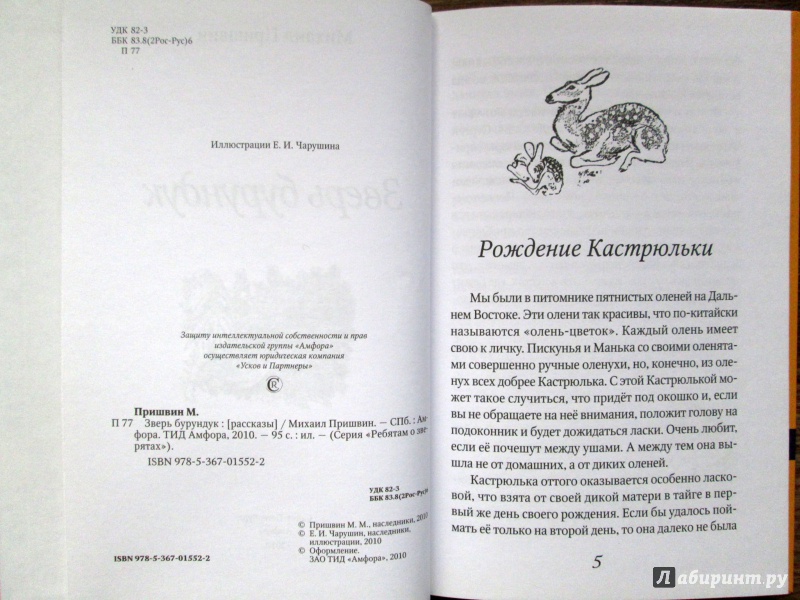 УДК 82-3
ББК 83.8(2Рос-Рус)6
П 77
Иллюстрации Е. И. Чарушина
Зверь бурундук
Защиту интеллектуальной собственности и прав
издательской группы «Амфора»
осуществляет юридическая компания
«Усков и Партнеры»
R
Пришвин М.
П 77 Зверь бурундук : [рассказы] / Михаил Пришвин. — СПб. : Ам-
фора. ТИД Амфора, 2010. — 95 с. : ил. — (Серия «Ребятам о зве-
рятах»).
ISBN 978-5-367-01552-2
УДК 82-3
ББК 83.8(2Рос-Рус)6
© Пришвин М. М., наследники, 2010
© Е. И. Чарушин, наследники,
иллюстрации, 2010
© Оформление.
ЗАО ТИД «Амфора», 2010
ISBN 978-5-367-01552-2
Рождение Кастрюльки
Мы были в питомнике пятнистых оленей на Даль-
нем Востоке. Эти олени так красивы, что по-китайски
называются «олень-цветок». Каждый олень имеет
свою к личку. Пискунья и Манька со своими оленята-
ми совершенно ручные оленухи, но, конечно, из оле-
нух всех добрее Кастрюлька. С этой Кастрюлькой мо-
жет такое случиться, что придёт под окошко и, если
вы не обращаете на неё внимания, положит голову на
подоконник и будет дожидаться ласки. Очень любит,
если её почешут между ушами. А между тем она вы-
шла не от домашних, а от диких оленей.
Кастрюлька оттого оказывается особенно ласко-
вой, что взята от своей дикой матери в тайге в пер-
вый же день своего рождения. Если бы удалось пой-
мать её только на второй день, то она далеко не была
5
Лабиринт.ру